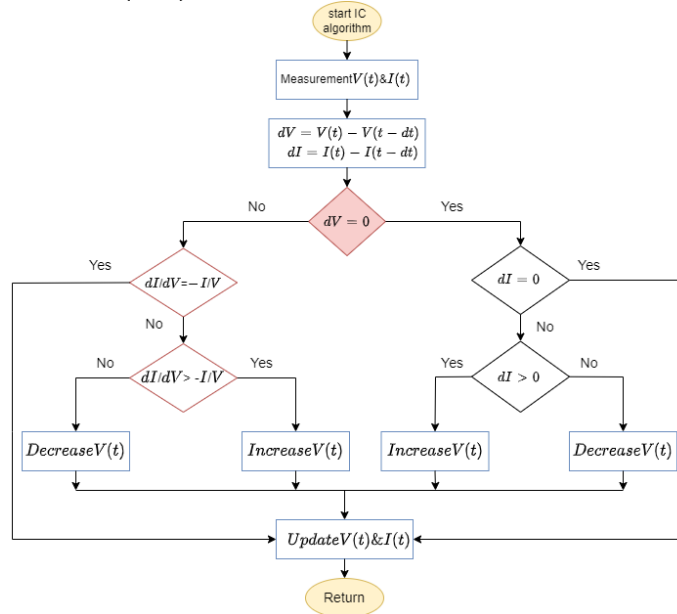 start IC
algorithm
MeasurementV(t)&I(t)
dV = V(t) − V(t − dt)
dI = I(t) − I(t − dt)
No
dV = 0
Yes
Yes
dI/dV=−I/V
dI = 0
Yes
No
No
No
dI/dV> -I/V
Yes
Yes
dI > 0
No
DecreaseV(t)
IncreaseV(t)
IncreaseV(t)
DecreaseV(t)
UpdateV(t)&I(t)
Return